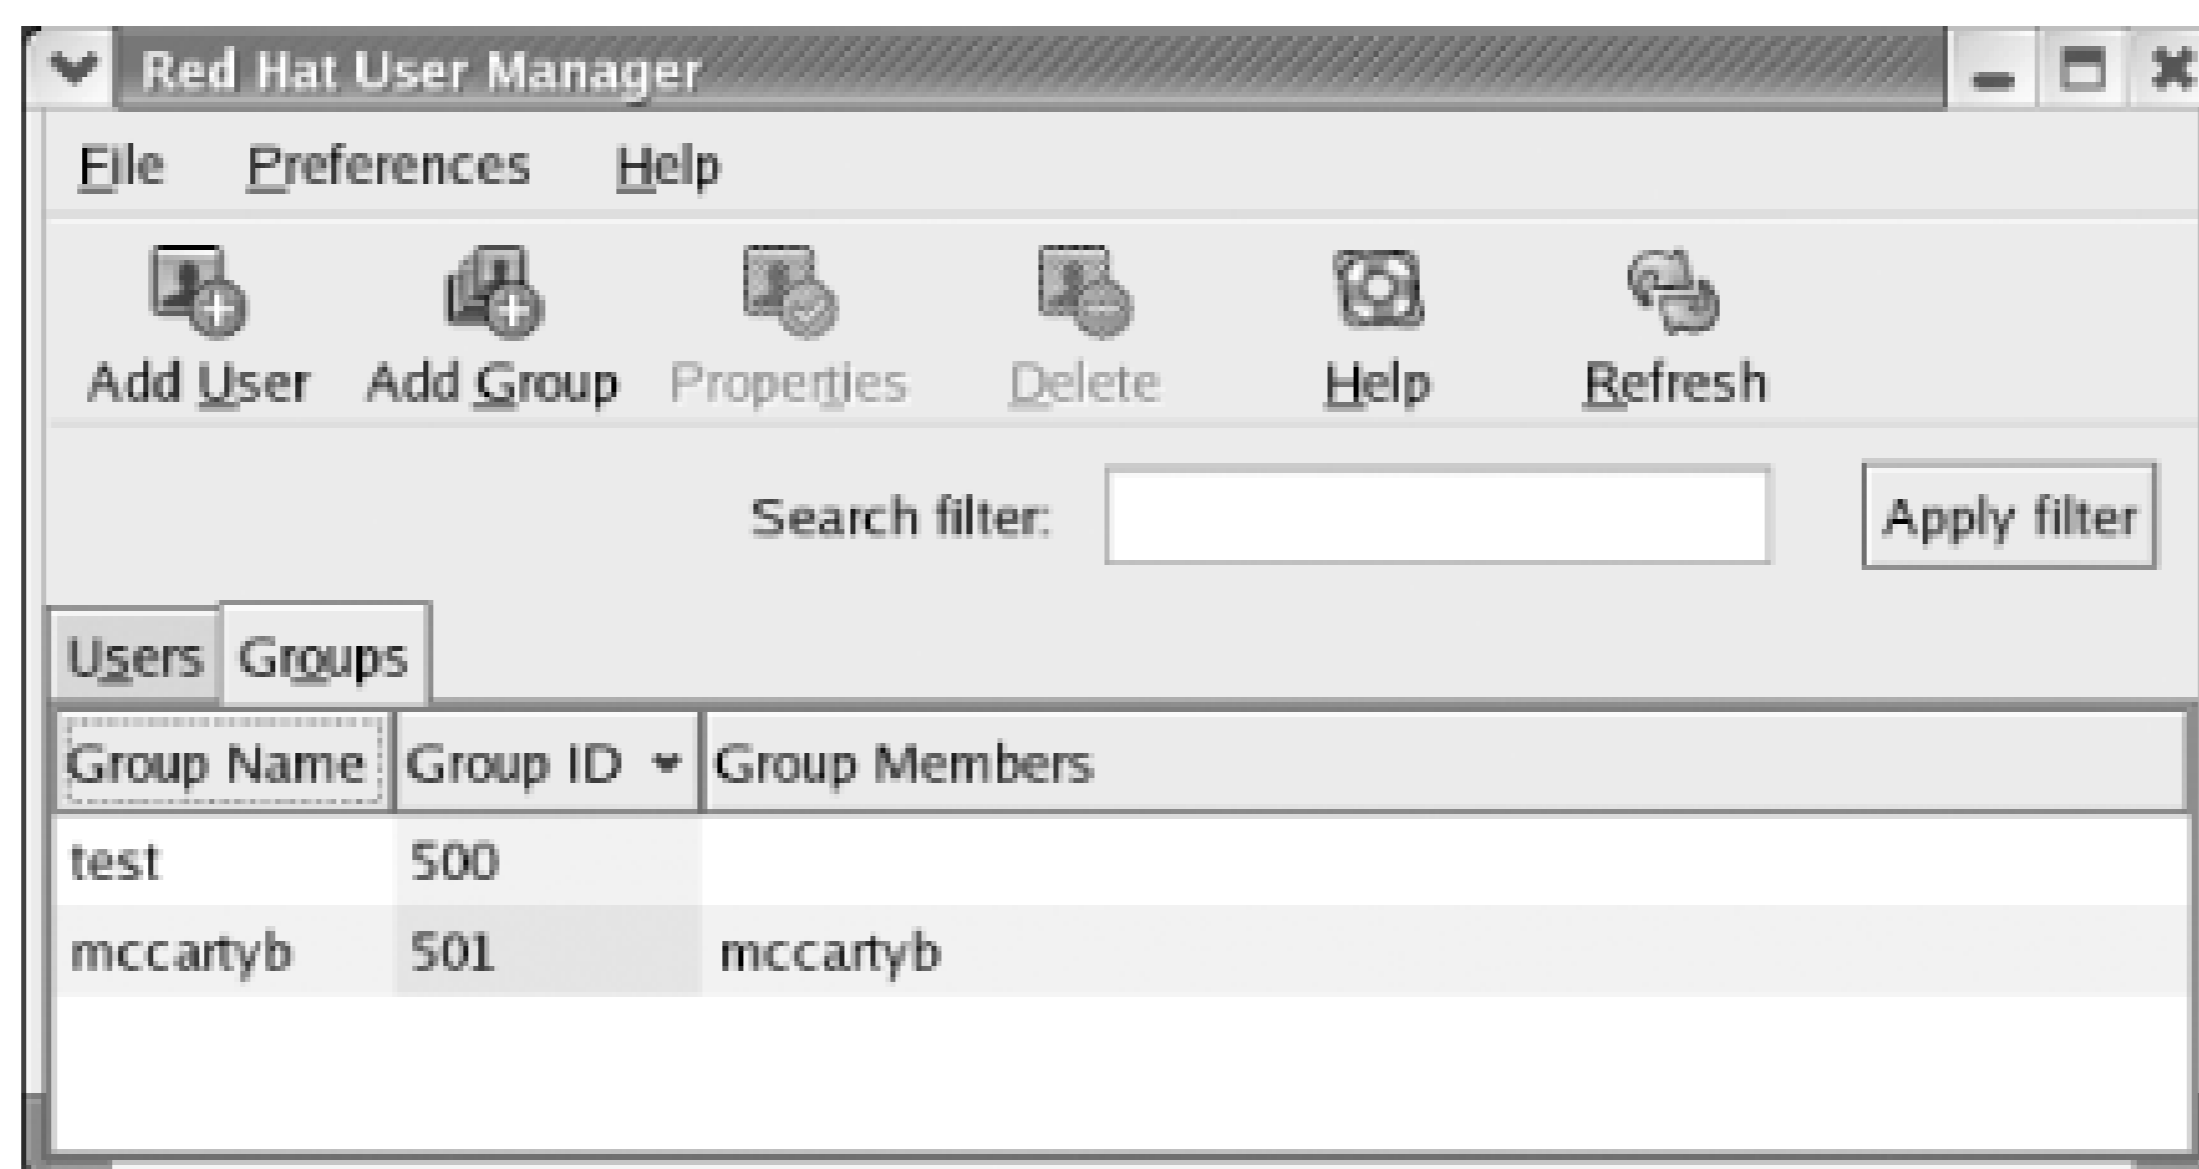 Red Hat User Manager
File Preferences Help
Add User Add Group Properties Delete Help Refresh
Search filter: Apply filter
Users Groups
Group Name Group ID Group Members
test 500
mccartyb 501 mccartyb